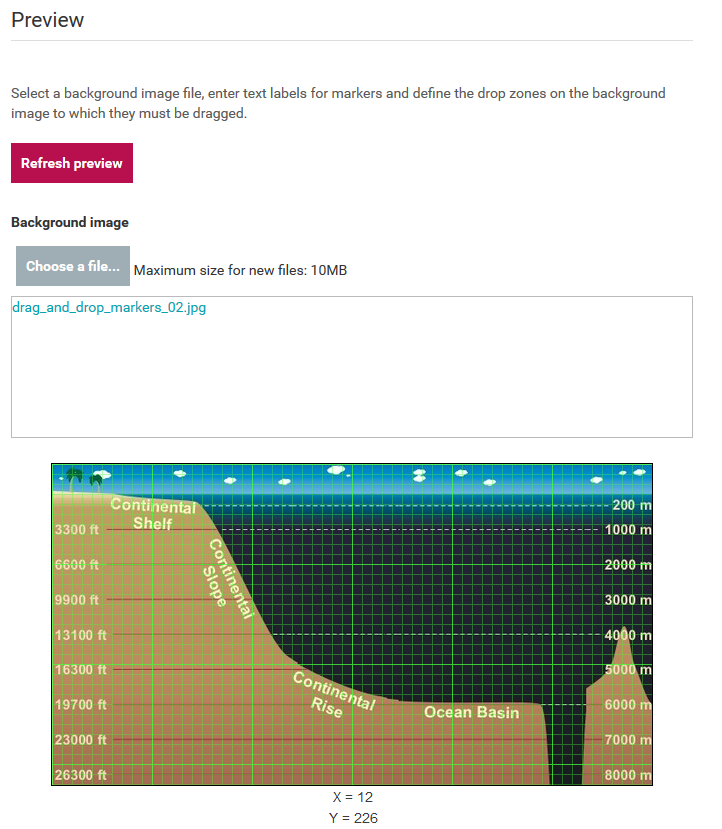 Preview
Select a background image file, enter text labels for markers and define the drop zones on the background
image to which they must be dragged.
Refresh preview
Background image
Choose a file... Maximum size for new files: 10MB
drag_and_drop_markers_02.jpg
Continental
Shelf
200 m
3300 ft
1000 m
Continental
Slope
6600 ft
2000 m
9900 ft
3000 m
13100 ft
4000 m
16300 ft
5000 m
Continental
Rise
19700 ft
6000 m
Ocean Basin
23000 ft
7000 m
26300 ft
8000 m
X = 12
Y = 226